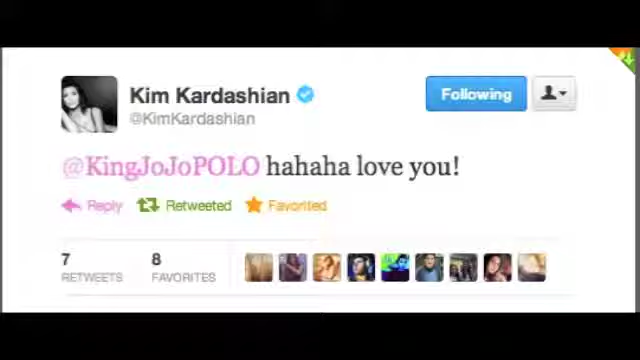 Kim Kardashian
@KimKardashian
Following
@KingJoJoPOLO hahaha love you!
Reply Retweeted Favorited
7 8
RETWEETS FAVORITES